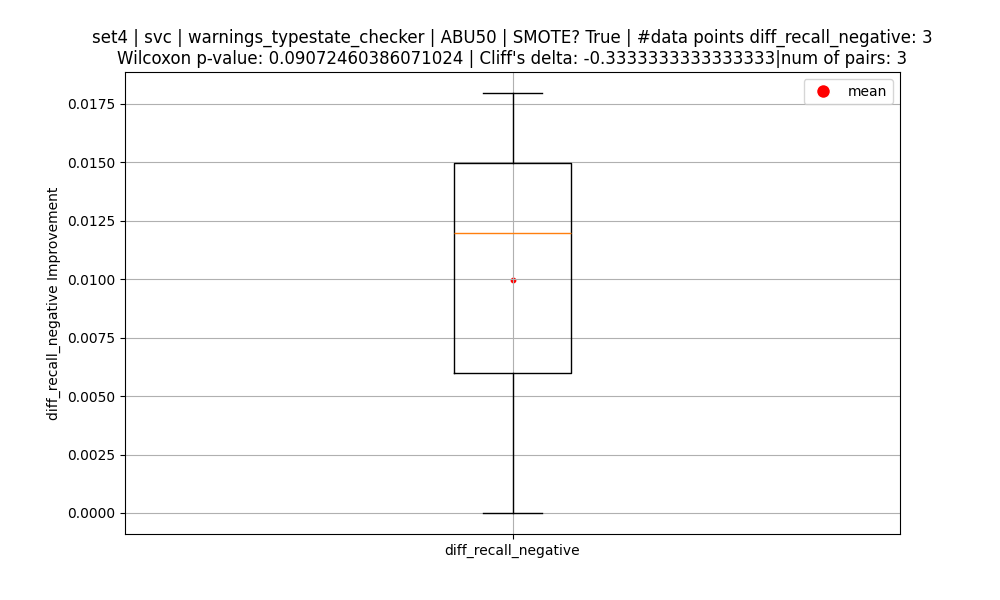 set4 | svc | warnings_typestate_checker | ABU50 | SMOTE? True | #data points diff_recall_negative: 3
Wilcoxon p-value: 0.09072460386071024 | Cliff's delta: -0.3333333333333333|num of pairs: 3
mean
0.0175
0.0150
0.0125
0.0100
0.0075
0.0050
0.0025
0.0000
diff_recall_negative Improvement
diff_recall_negative